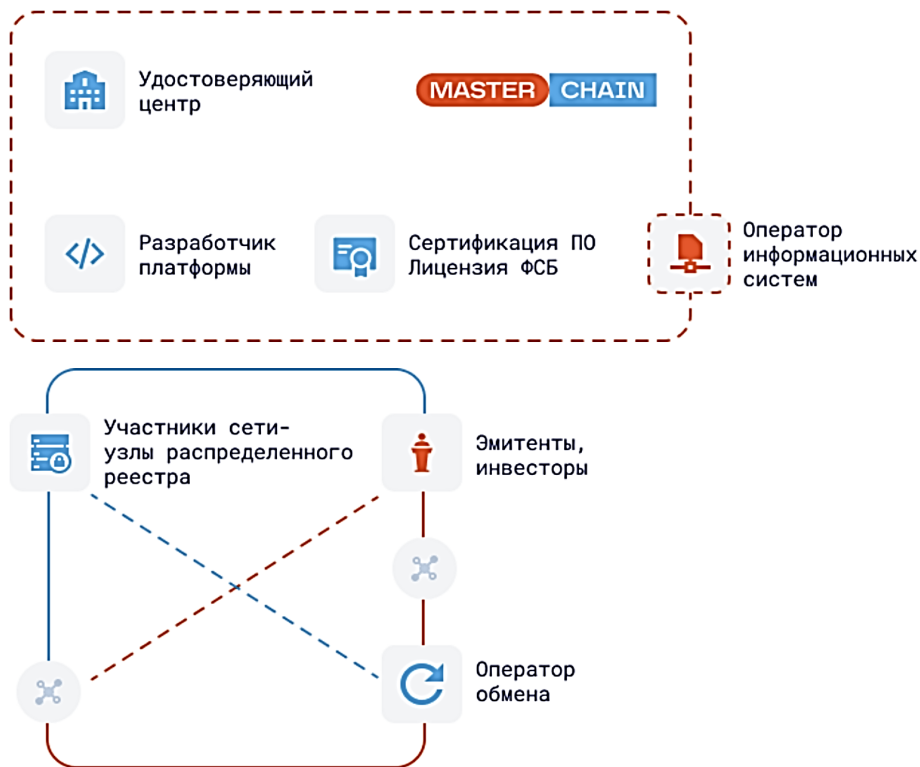 Удостоверяющий
центр
MASTER CHAIN
Разработчик
платформы
Сертификация ПО
Лицензия ФСБ
Оператор
информационных
систем
Участники сети-
узлы распределенного
реестра
Эмитенты,
инвесторы
Оператор
обмена